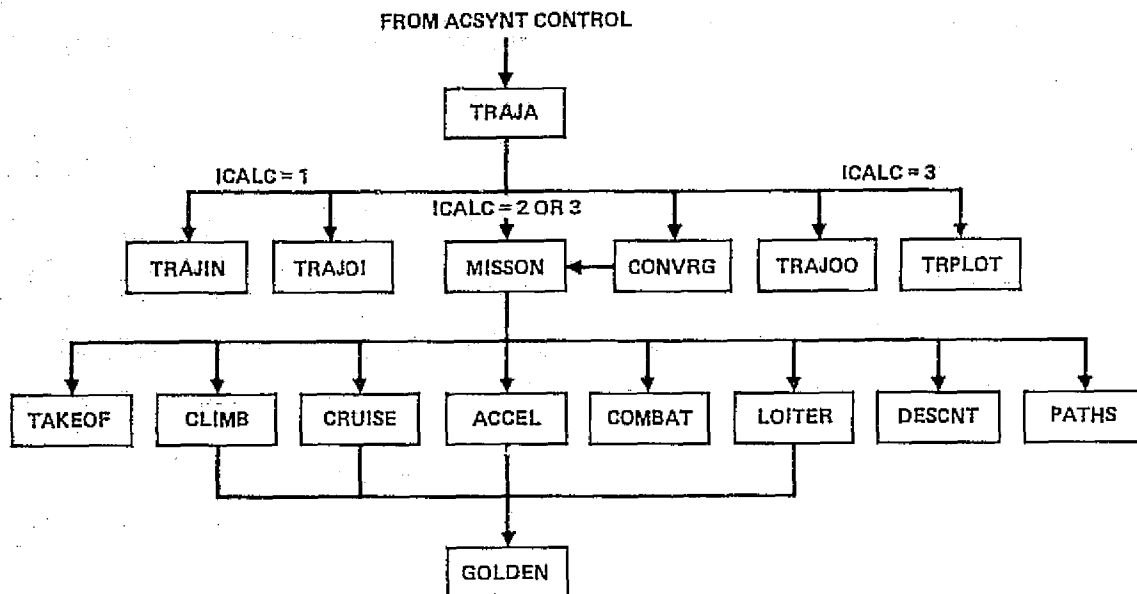 FROM ACSYNT CONTROL
TRAJA
ICALC = 1
ICALC = 3
ICALC = 2 OR 3
TRAJIN
TRAJOI
MISSON
CONVRG
TRAJOO
TRPLOT
TAKEOF
CLIMB
CRUISE
ACCEL
COMBAT
LOITER
DESCNT
PATHS
GOLDEN